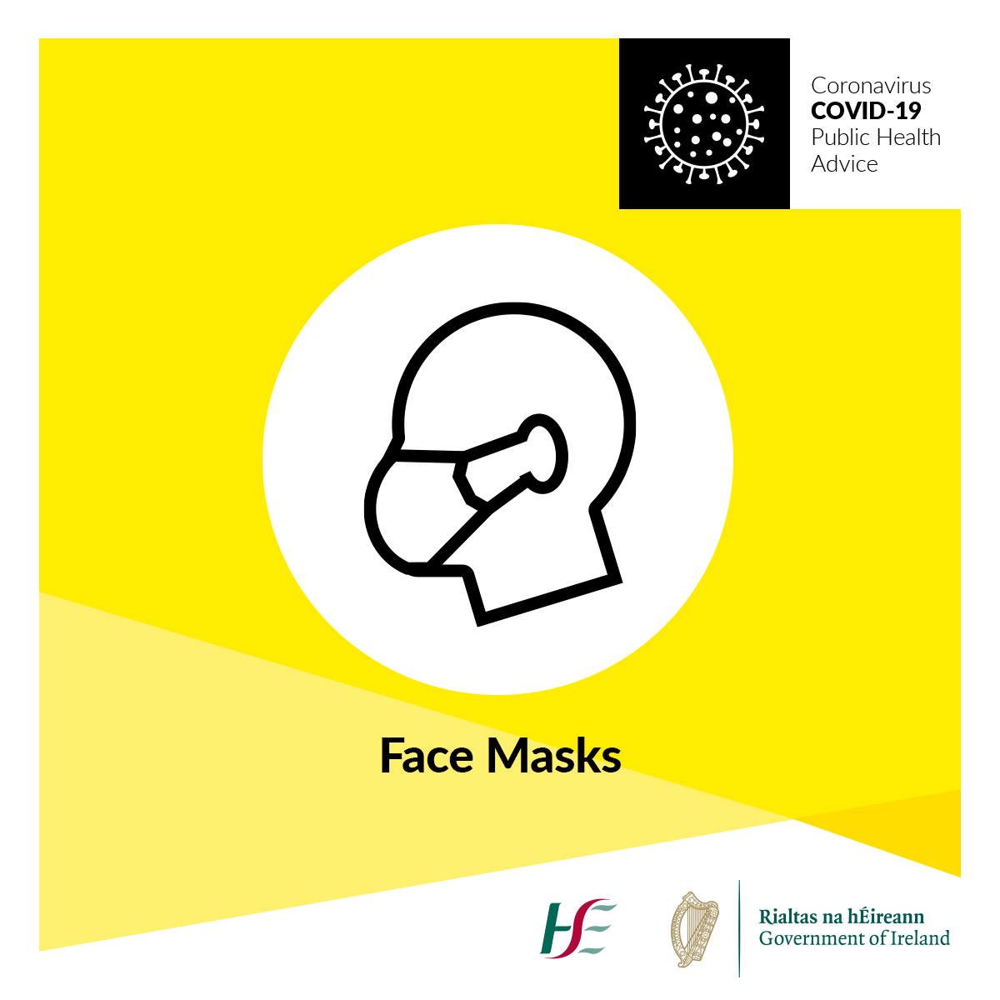 Coronavirus
COVID-19
Public Health
Advice
Face Masks
HSE
Rialtas na hÉireann
Government of Ireland